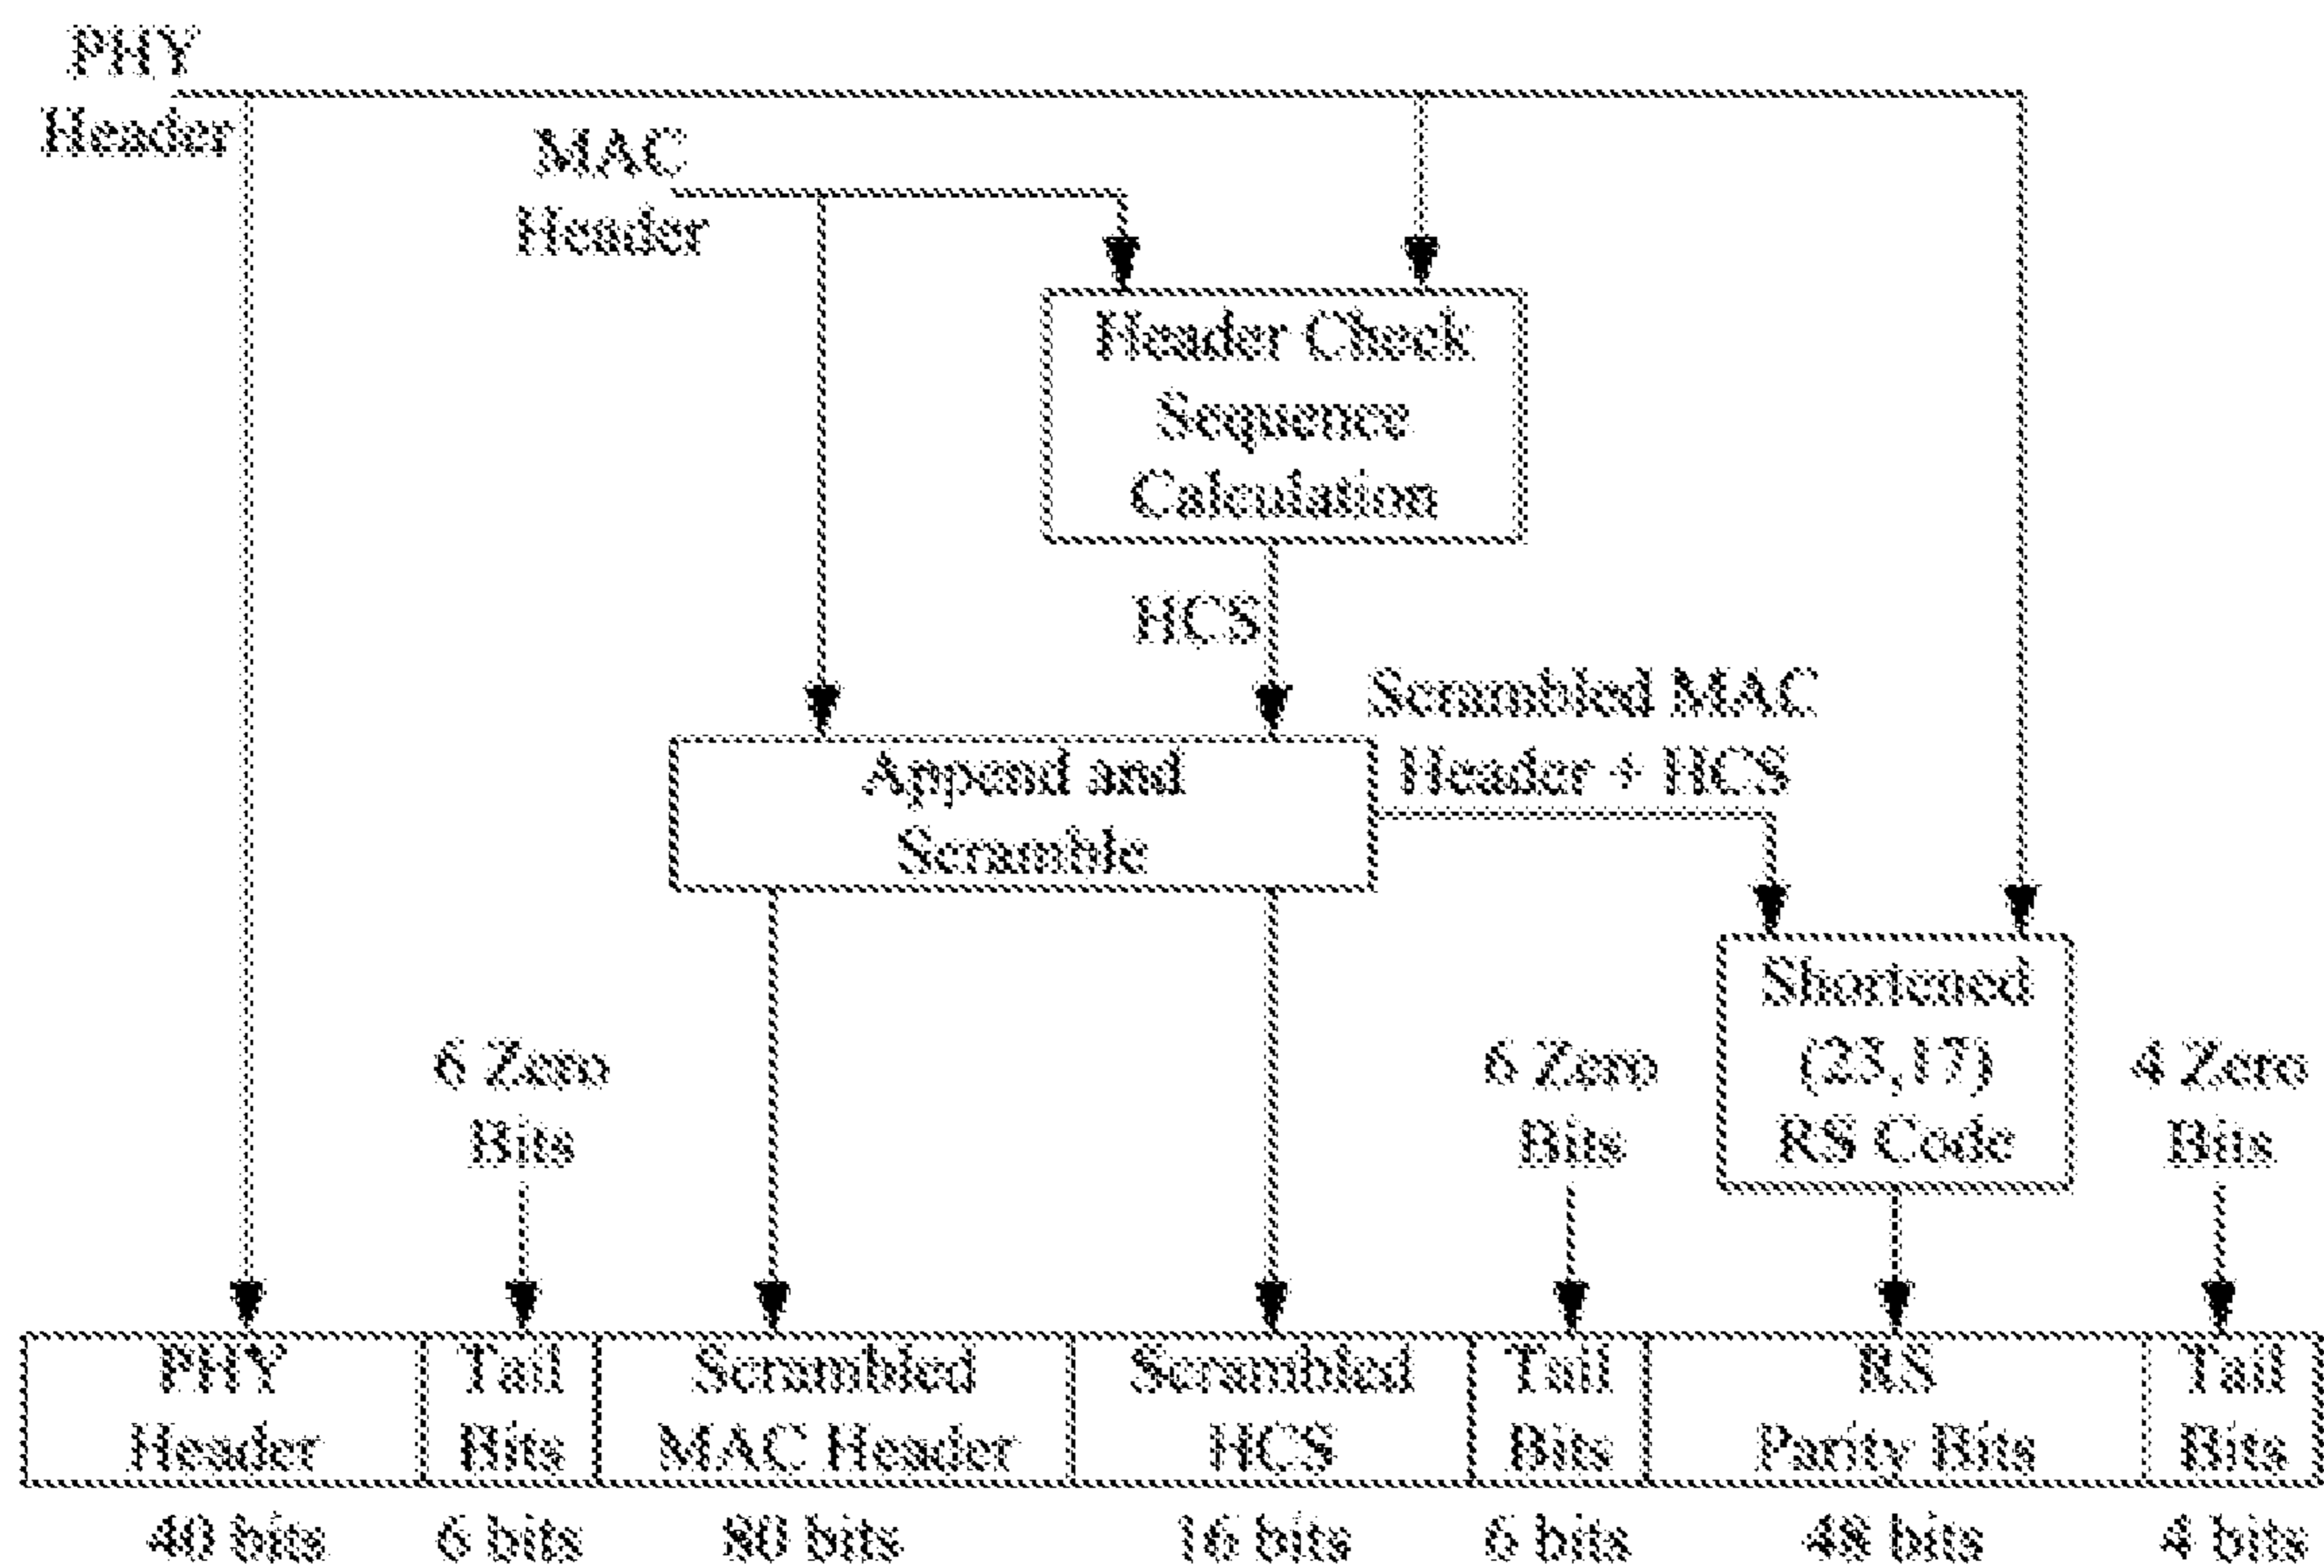 PHY
Header
MAC
Header
Header Check
Sequence
Calculation
HCS
Scrambled MAC
Header + HCS
Append and
Scramble
Shortened
(23,17)
RS Code
6 Zero
Bits
6 Zero
Bits
4 Zero
Bits
PHY
Header
Tail
Bits
Scrambled
MAC Header
Scrambled
HCS
Tail
Bits
RS
Parity Bits
Tail
Bits
40 bits
6 bits
80 bits
16 bits
6 bits
48 bits
4 bits